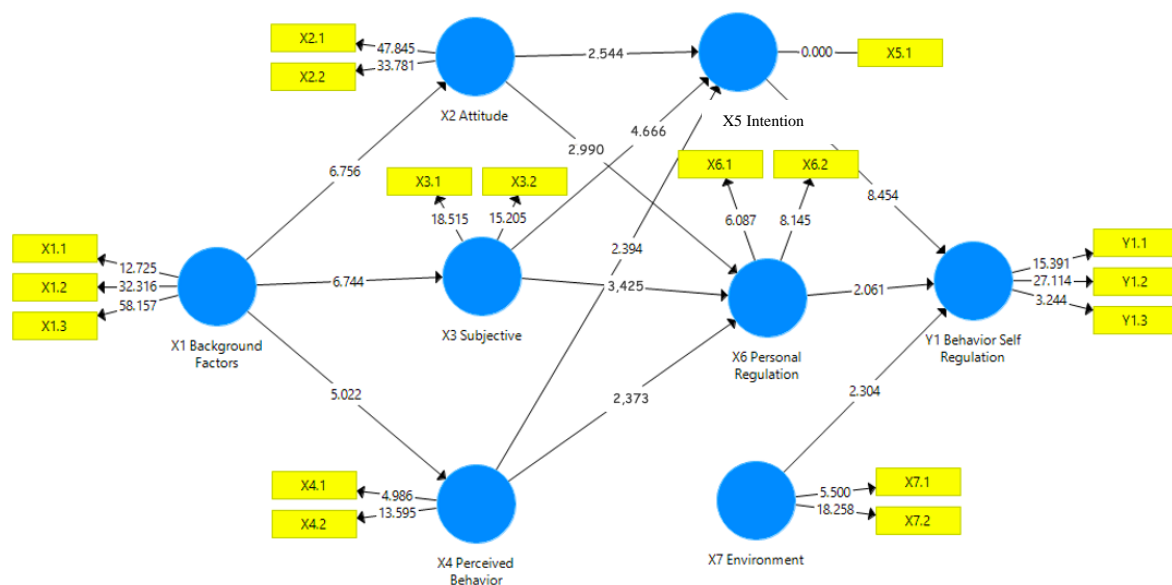 X2.1
47.845
X2.2
33.781
X2 Attitude
2.544
0.000
X5.1
X5 Intention
4.666
2.990
6.756
X3.1
X3.2
18.515
15.205
X6.1
X6.2
6.087
8.145
8.454
X1.1
12.725
X1.2
32.316
X1.3
58.157
X1 Background
Factors
6.744
X3 Subjective
2.394
3,425
X6 Personal
Regulation
2.061
Y1.1
15.391
Y1.2
27.114
Y1.3
3.244
Y1 Behavior Self
Regulation
5.022
2,373
2.304
X4.1
4.986
X4.2
13.595
X4 Perceived
Behavior
X7.1
5.500
X7.2
18.258
X7 Environment